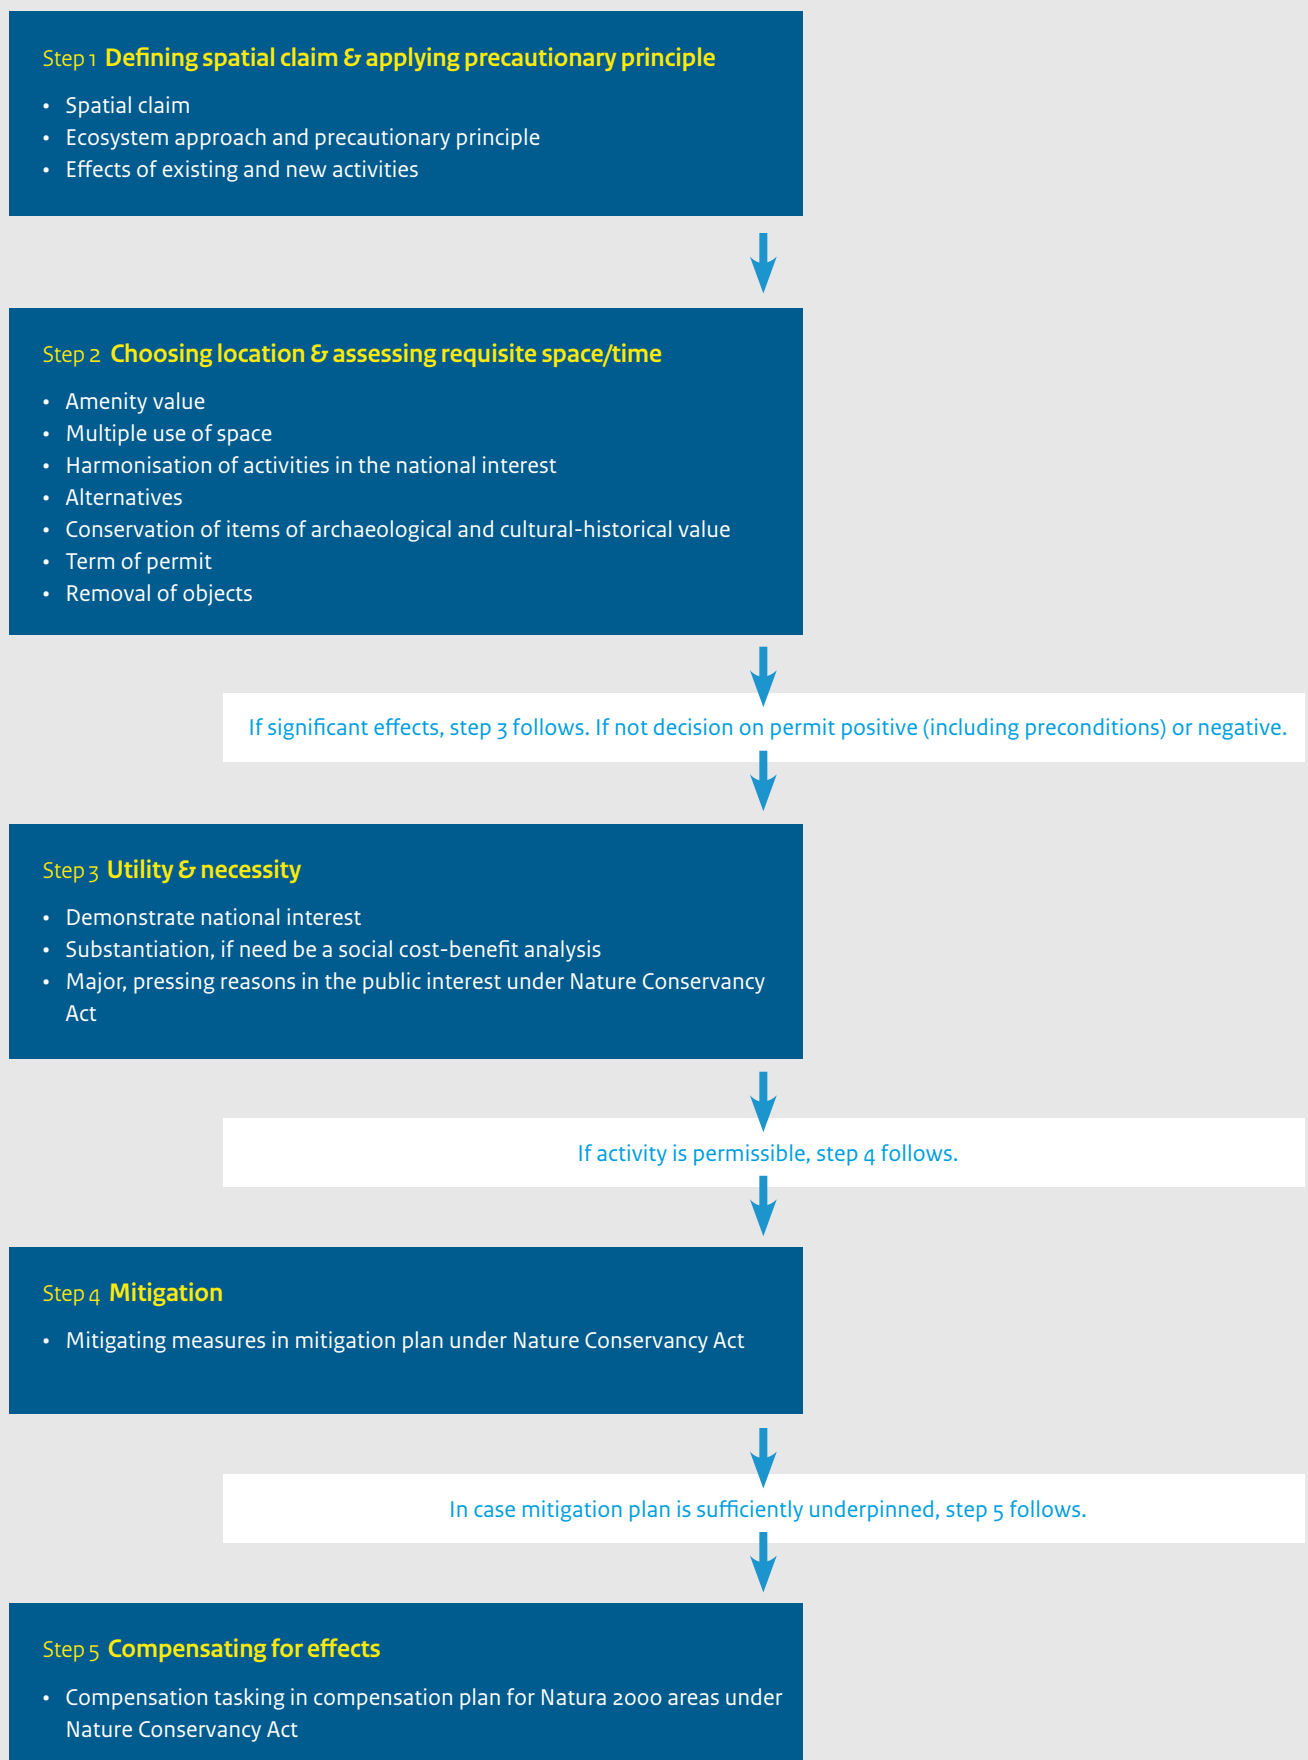 Step 1 Defining spatial claim & applying precautionary principle
• Spatial claim
• Ecosystem approach and precautionary principle
• Effects of existing and new activities
Step 2 Choosing location & assessing requisite space/time
• Amenity value
• Multiple use of space
• Harmonisation of activities in the national interest
• Alternatives
• Conservation of items of archaeological and cultural-historical value
• Term of permit
• Removal of objects
If significant effects, step 3 follows. If not decision on permit positive (including preconditions) or negative.
Step 3 Utility & necessity
• Demonstrate national interest
• Substantiation, if need be a social cost-benefit analysis
• Major, pressing reasons in the public interest under Nature Conservancy
Act
If activity is permissible, step 4 follows.
Step 4 Mitigation
• Mitigating measures in mitigation plan under Nature Conservancy Act
In case mitigation plan is sufficiently underpinned, step 5 follows.
Step 5 Compensating for effects
• Compensation tasking in compensation plan for Natura 2000 areas under
Nature Conservancy Act